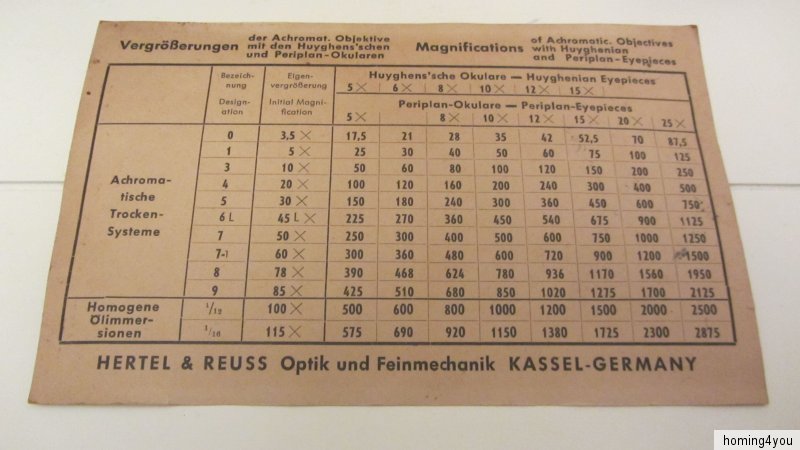 Vergrößerungen der Achromat. Objektive mit den Huyghens'schen und Periplan-Okularen
Magnifications of Achromatic. Objectives with Huyghenian and Periplan-Eyepieces
Bezeich-nung Eigen-vergrößerung Huyghens'sche Okulare — Huyghenian Eyepieces
5× 6× 8× 10× 12× 15×
Design-ation Initial Magni-fication Periplan-Okulare — Periplan-Eyepieces
5× 8× 10× 12× 15× 20× 25×
Achroma-tische Trocken-Systeme
0 3,5× 17,5 21 28 35 42 52,5 70 87,5
1 5× 25 30 40 50 60 75 100 125
3 10× 50 60 80 100 120 150 200 250
4 20× 100 120 160 200 240 300 400 500
5 30× 150 180 240 300 360 450 600 750
6 L 45 L× 225 270 360 450 540 675 900 1125
7 50× 250 300 400 500 600 750 1000 1250
7-1 60× 300 360 480 600 720 900 1200 1500
8 78× 390 468 624 780 936 1170 1560 1950
9 85× 425 510 680 850 1020 1275 1700 2125
Homogene Ölimmer-sionen
1/12 100× 500 600 800 1000 1200 1500 2000 2500
1/16 115× 575 690 920 1150 1380 1725 2300 2875
HERTEL & REUSS Optik und Feinmechanik KASSEL-GERMANY
homing4you